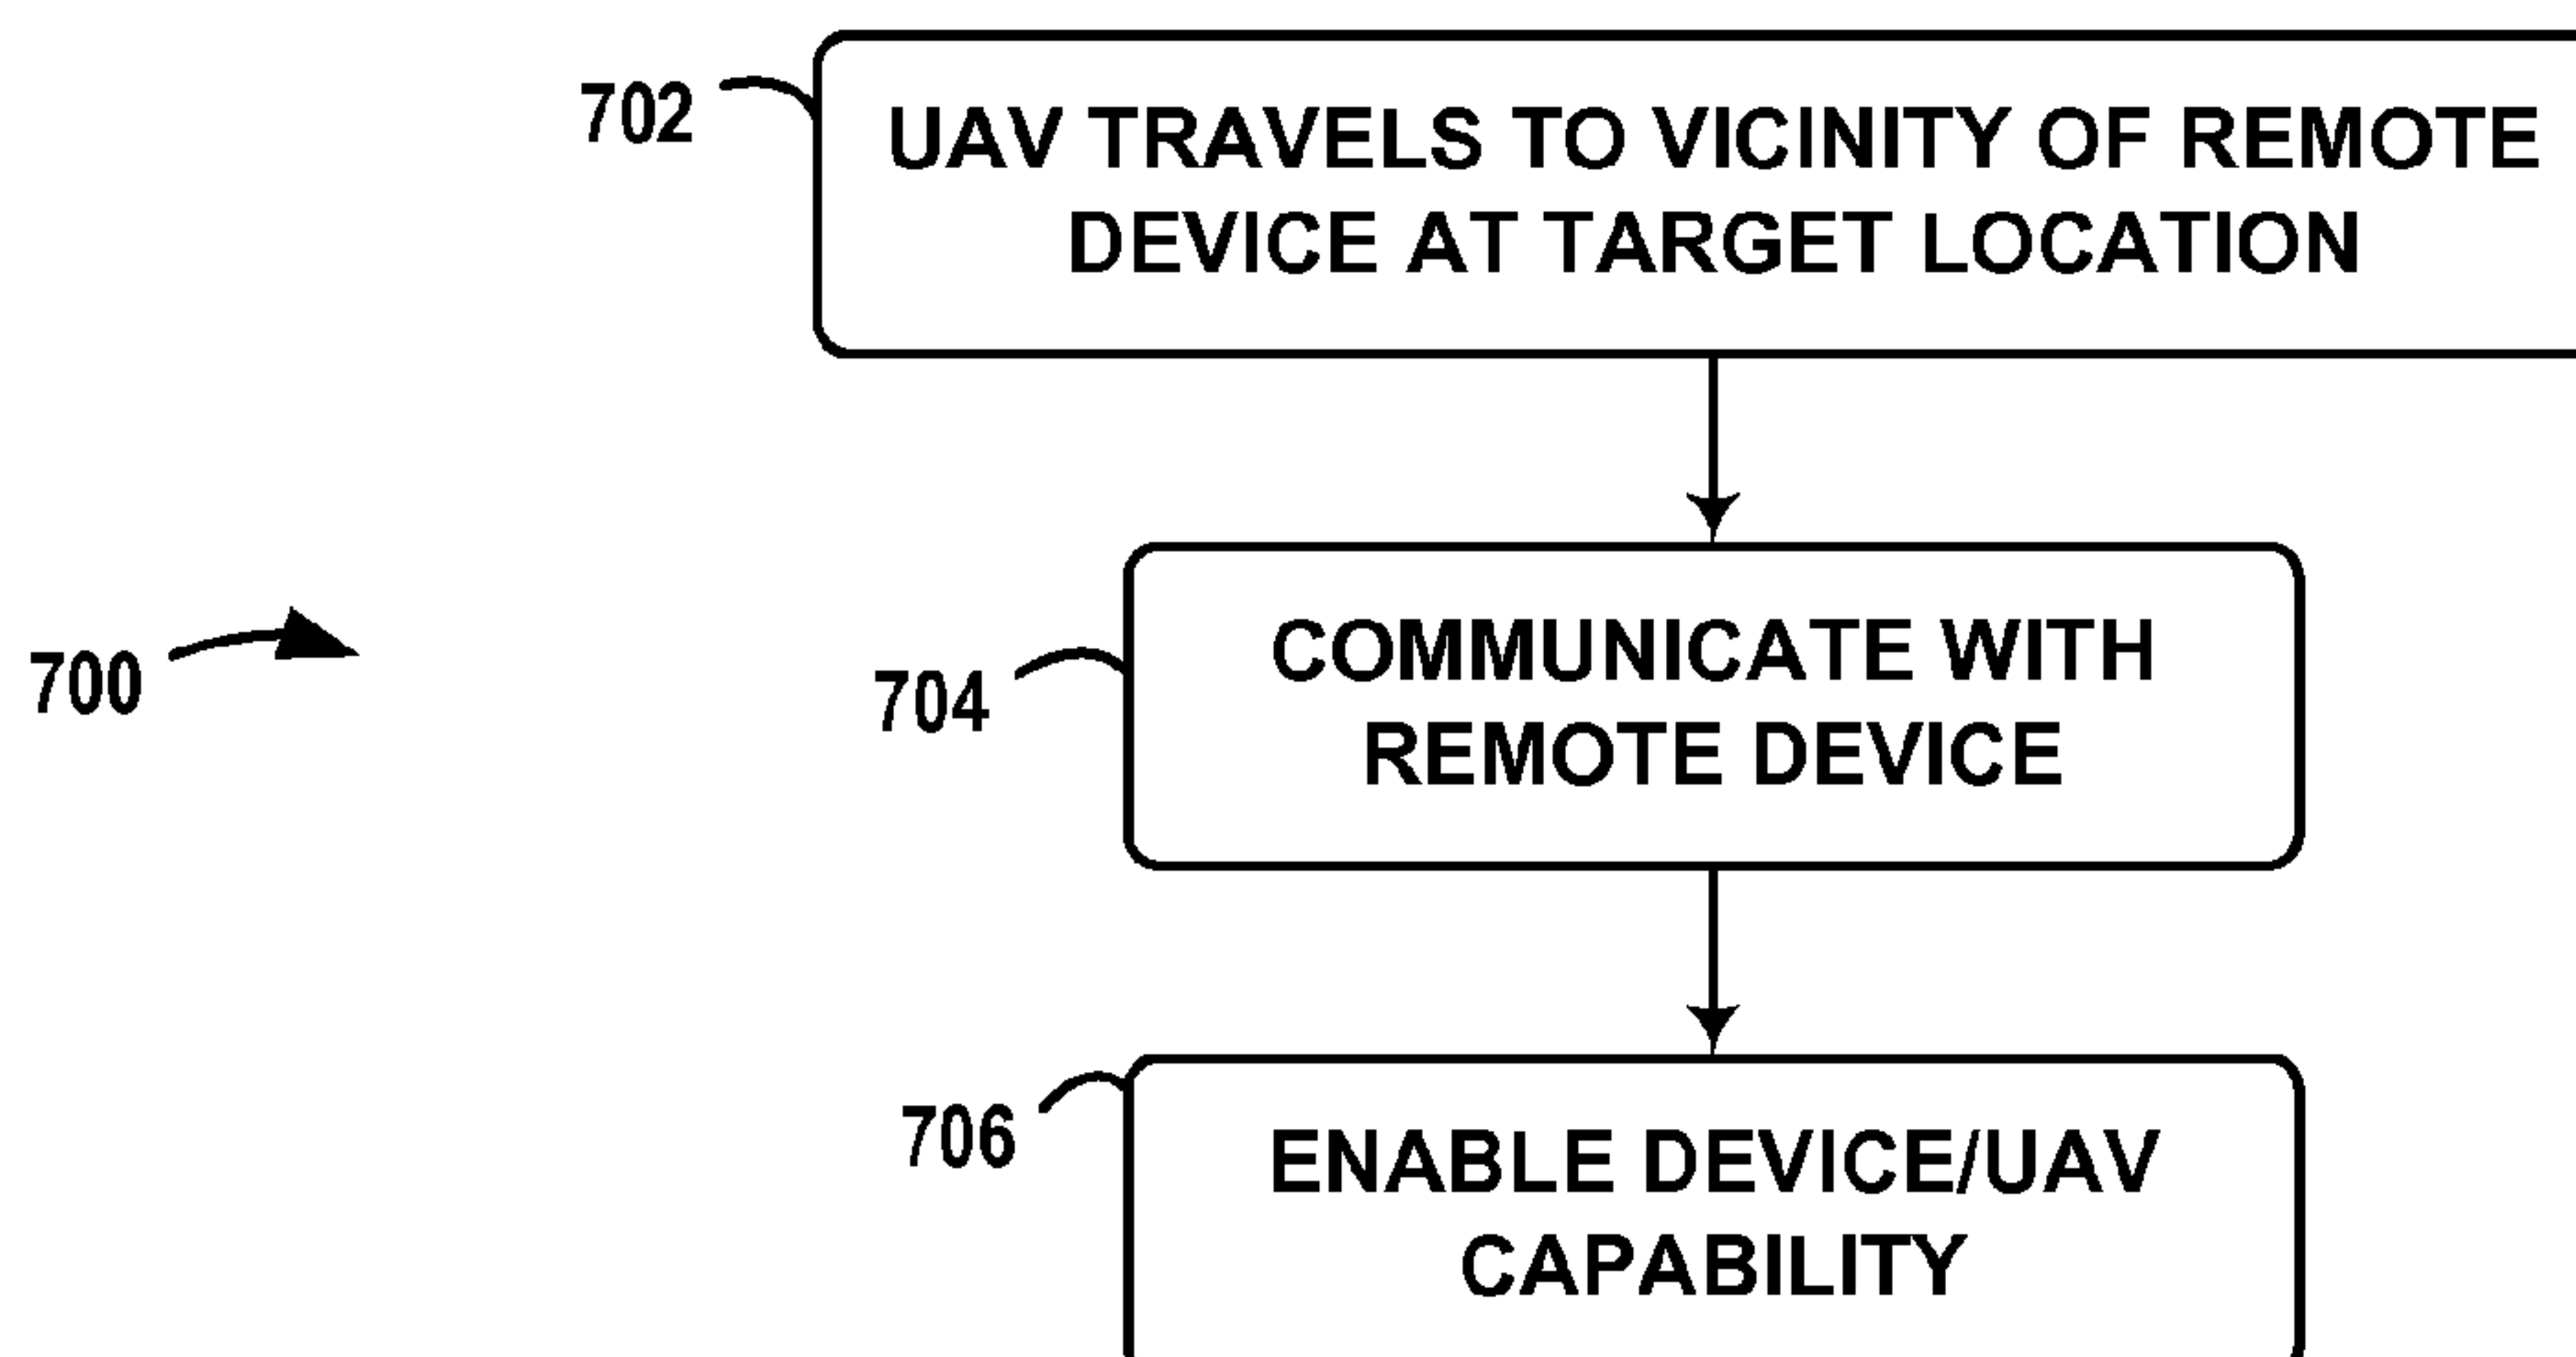 702
UAV TRAVELS TO VICINITY OF REMOTE
DEVICE AT TARGET LOCATION
700
704
COMMUNICATE WITH
REMOTE DEVICE
706
ENABLE DEVICE/UAV
CAPABILITY